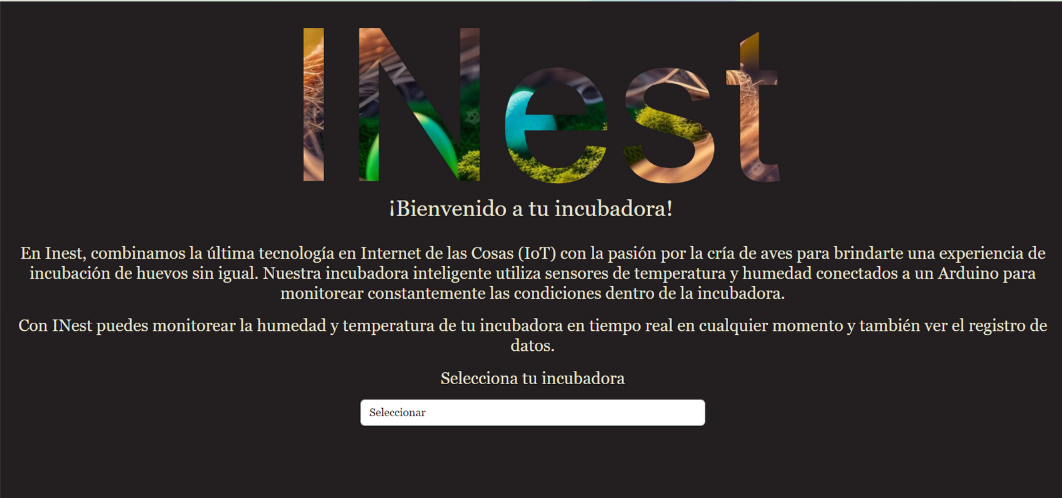 INest
¡Bienvenido a tu incubadora!
En Inest, combinamos la última tecnología en Internet de las Cosas (IoT) con la pasión por la cría de aves para brindarte una experiencia de
incubación de huevos sin igual. Nuestra incubadora inteligente utiliza sensores de temperatura y humedad conectados a un Arduino para
monitorear constantemente las condiciones dentro de la incubadora.
Con INest puedes monitorear la humedad y temperatura de tu incubadora en tiempo real en cualquier momento y también ver el registro de
datos.
Selecciona tu incubadora
Seleccionar